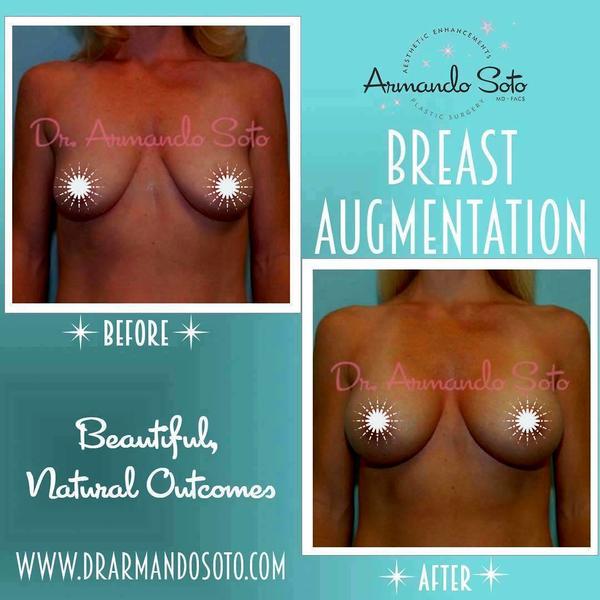 Dr. Armando Soto
AESTHETIC ENHANCEMENTS
Armando Soto
MD • FACS
PLASTIC SURGERY
BREAST
AUGMENTATION
BEFORE
Dr. Armando Soto
Beautiful,
Natural Outcomes
WWW.DRARMANDOSOTO.COM
AFTER